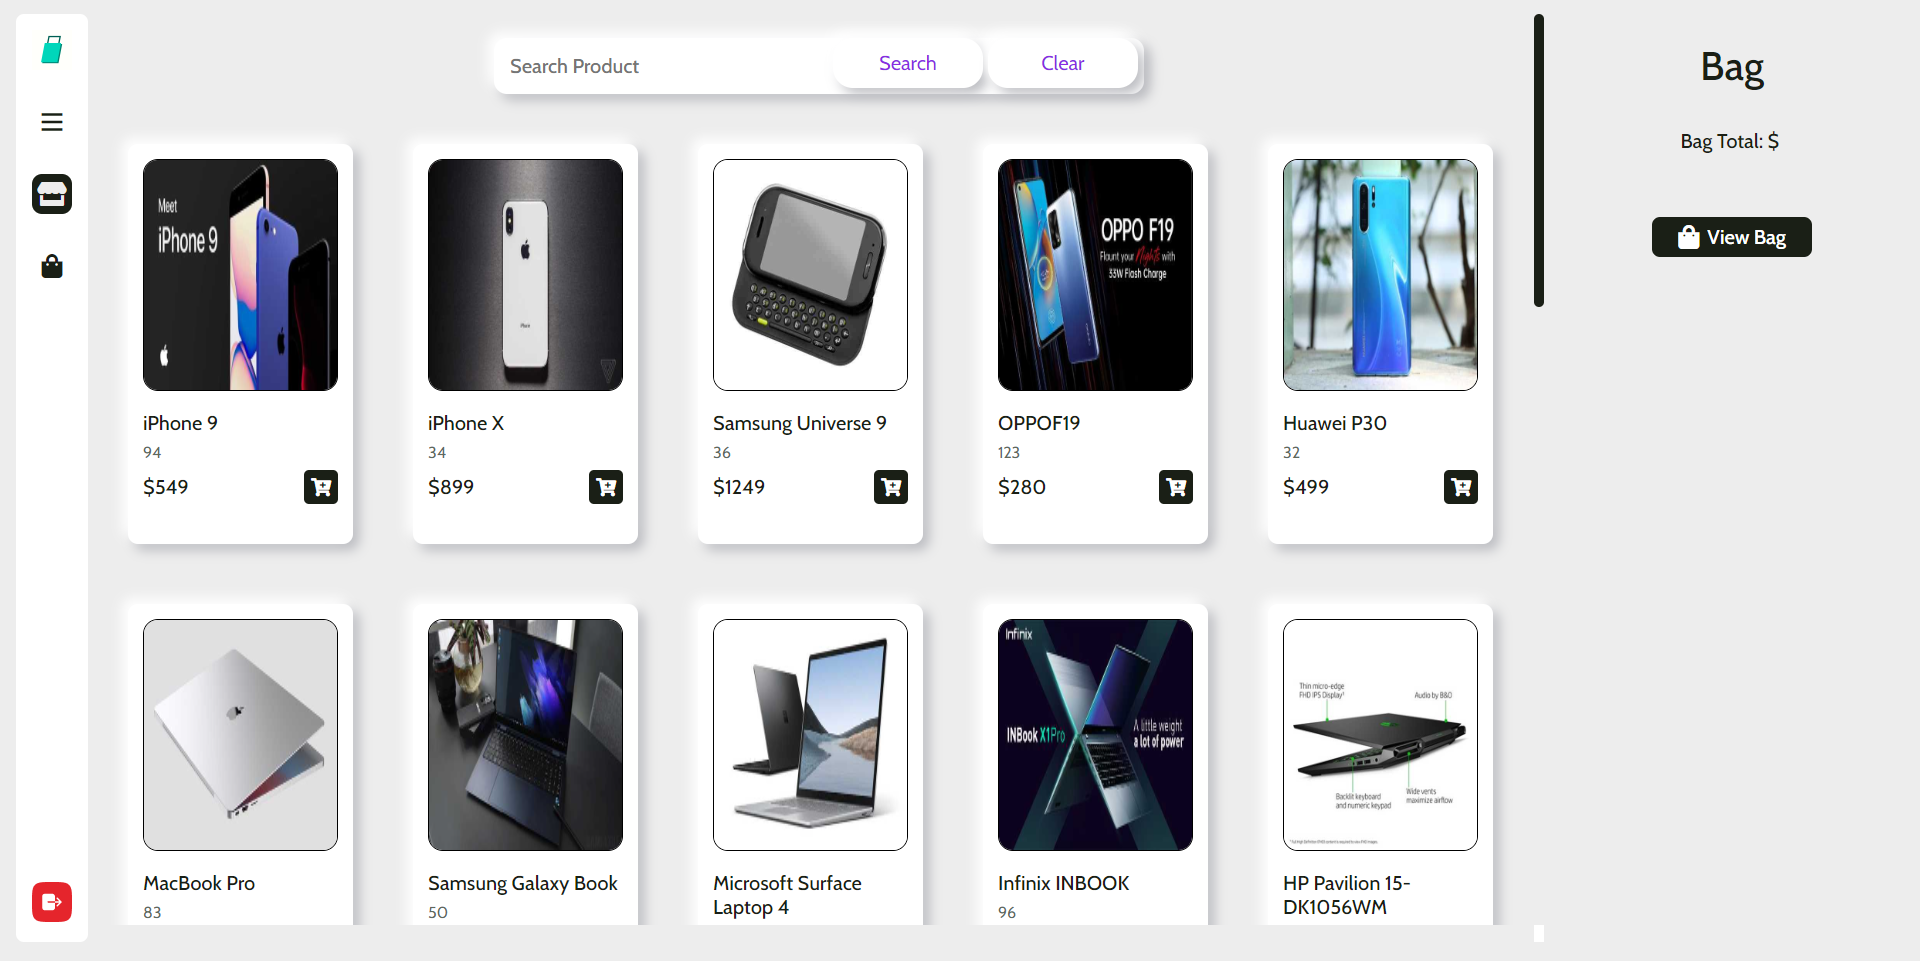 Search Product
Search
Clear
Bag
Bag Total: $
View Bag
Meet
iPhone 9
iPhone
OPPO F19
Flaunt your Nights with
33W Flash Charge
iPhone 9
94
$549
iPhone X
34
$899
Samsung Universe 9
36
$1249
OPPOF19
123
$280
Huawei P30
32
$499
Infinix
INBook X1 Pro
A little weight
a lot of power
Thin micro-edge
FHD IPS Display¹
Audio by B&O
Backlit keyboard
and numeric keypad
Wide vents
maximize airflow
MacBook Pro
83
Samsung Galaxy Book
50
Microsoft Surface
Laptop 4
Infinix INBOOK
96
HP Pavilion 15-
DK1056WM